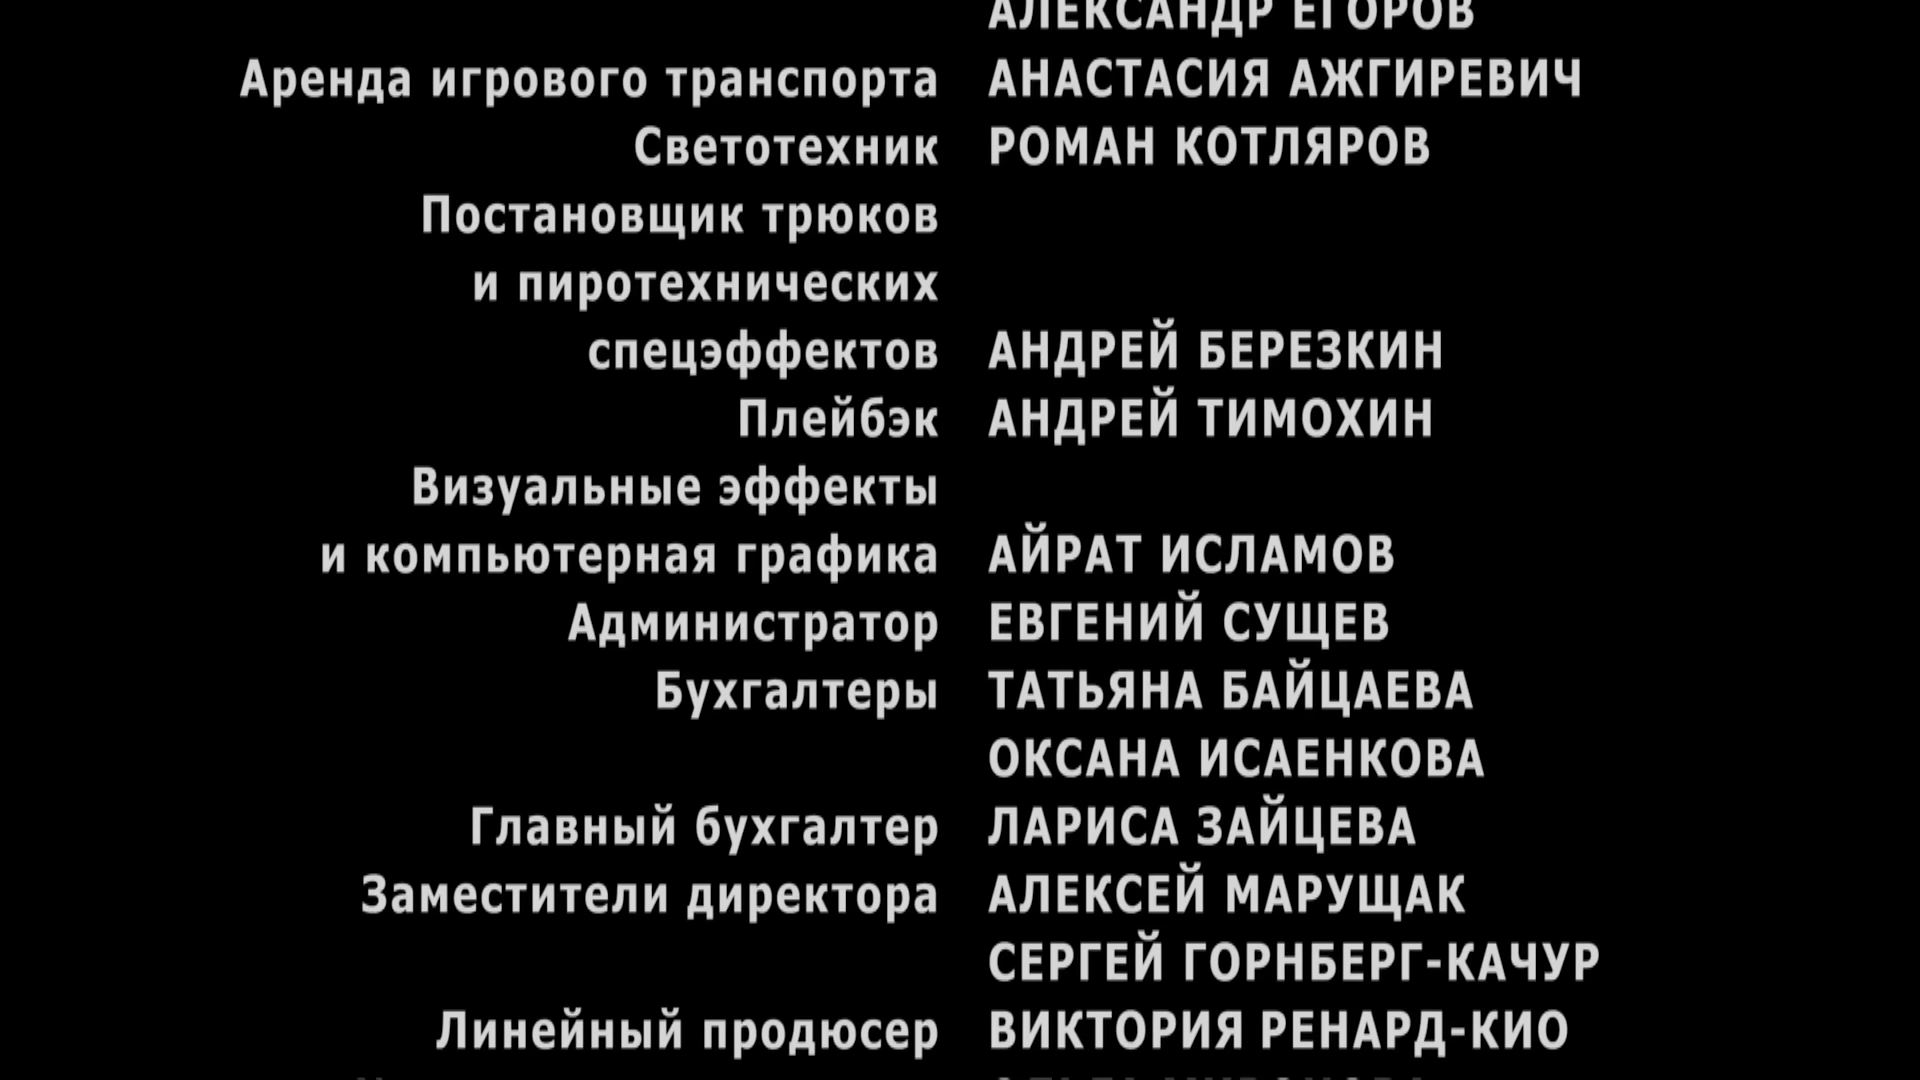 АЛЕКСАНДР ЕГОРОВ
Аренда игрового транспорта АНАСТАСИЯ АЖГИРЕВИЧ
Светотехник РОМАН КОТЛЯРОВ
Постановщик трюков
и пиротехнических
спецэффектов АНДРЕЙ БЕРЕЗКИН
Плейбэк АНДРЕЙ ТИМОХИН
Визуальные эффекты
и компьютерная графика АЙРАТ ИСЛАМОВ
Администратор ЕВГЕНИЙ СУЩЕВ
Бухгалтеры ТАТЬЯНА БАЙЦАЕВА
ОКСАНА ИСАЕНКОВА
Главный бухгалтер ЛАРИСА ЗАЙЦЕВА
Заместители директора АЛЕКСЕЙ МАРУЩАК
СЕРГЕЙ ГОРНБЕРГ-КАЧУР
Линейный продюсер ВИКТОРИЯ РЕНАРД-КИО